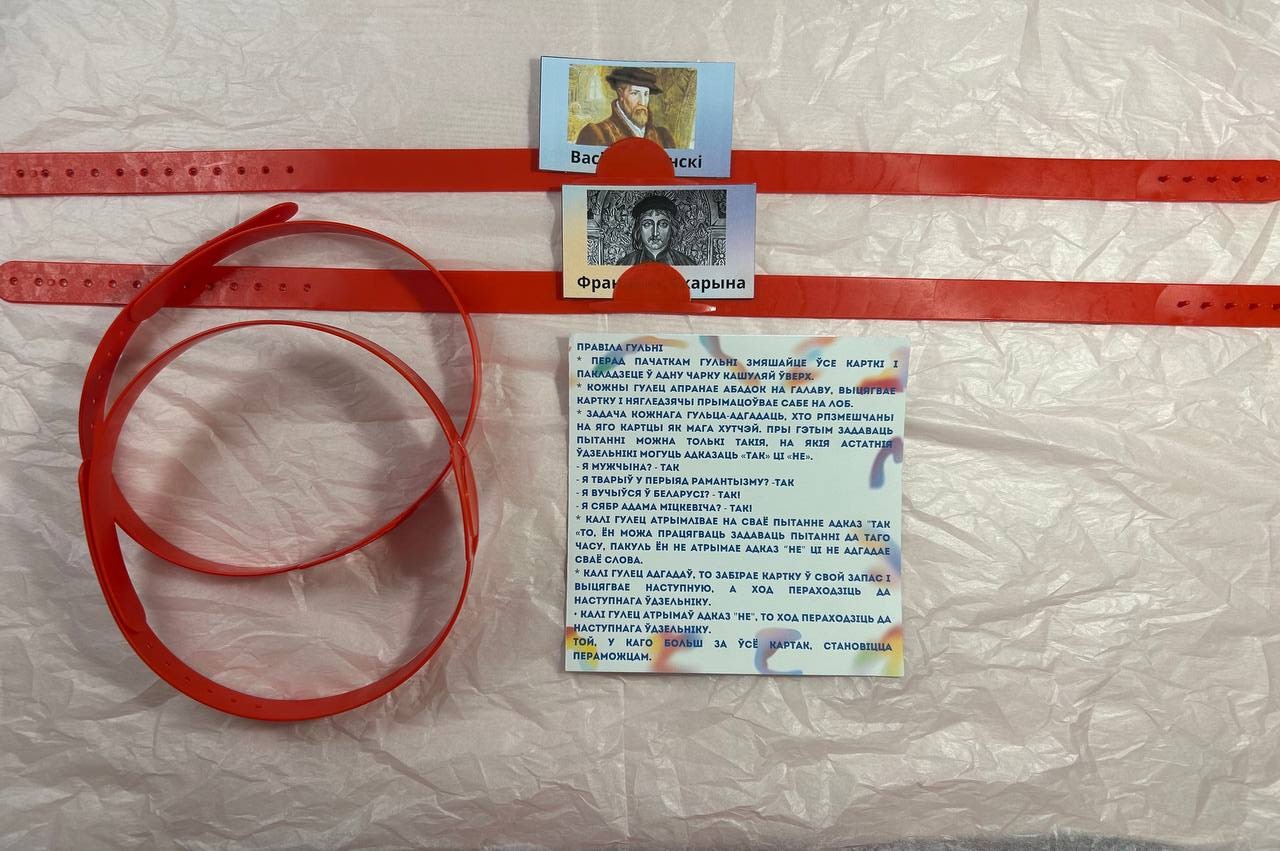 Васі нскі
Фра карына
ПРАВІЛА ГУЛЬНІ
* ПЕРАД ПАЧАТКАМ ГУЛЬНІ ЗМЯШАЙЦЕ ЎСЕ КАРТКІ І
ПАКЛАДЗЕЦЕ Ў АДНУ ЧАРКУ КАШУЛЯЙ ЎВЕРХ.
* КОЖНЫ ГУЛЕЦ АПРАНАЕ АБАДОК НА ГАЛАВУ, ВЫЦЯГВАЕ
КАРТКУ І НЯГЛЕДЗЯЧЫ ПРЫМАЦОЎВАЕ САБЕ НА ЛОБ.
* ЗАДАЧА КОЖНАГА ГУЛЬЦА-АДГАДАЦЬ, ХТО РПЗМЕШЧАНЫ
НА ЯГО КАРТЦЫ ЯК МАГА ХУТЧЭЙ. ПРЫ ГЭТЫМ ЗАДАВАЦЬ
ПЫТАННІ МОЖНА ТОЛЬКІ ТАКІЯ, НА ЯКІЯ АСТАТНІЯ
ЎДЗЕЛЬНІКІ МОГУЦЬ АДКАЗАЦЬ «ТАК» ЦІ «НЕ».
- Я МУЖЧЫНА? - ТАК
- Я ТВАРЫЎ У ПЕРЫЯД РАМАНТЫЗМУ? -ТАК
- Я ВУЧЫЎСЯ Ў БЕЛАРУСІ? - ТАК!
- Я СЯБР АДАМА МІЦКЕВІЧА? - ТАК!
* КАЛІ ГУЛЕЦ АТРЫМЛІВАЕ НА СВАЁ ПЫТАННЕ АДКАЗ "ТАК
«ТО, ЁН МОЖА ПРАЦЯГВАЦЬ ЗАДАВАЦЬ ПЫТАННІ ДА ТАГО
ЧАСУ, ПАКУЛЬ ЁН НЕ АТРЫМАЕ АДКАЗ "НЕ" ЦІ НЕ АДГАДАЕ
СВАЁ СЛОВА.
* КАЛІ ГУЛЕЦ АДГАДАЎ, ТО ЗАБІРАЕ КАРТКУ Ў СВОЙ ЗАПАС І
ВЫЦЯГВАЕ НАСТУПНУЮ, А ХОД ПЕРАХОДЗІЦЬ ДА
НАСТУПНАГА ЎДЗЕЛЬНІКУ.
• КАЛІ ГУЛЕЦ АТРЫМАЎ АДКАЗ "НЕ", ТО ХОД ПЕРАХОДЗІЦЬ ДА
НАСТУПНАГА ЎДЗЕЛЬНІКУ.
ТОЙ, У КАГО БОЛЬШ ЗА ЎСЁ КАРТАК, СТАНОВІЦЦА
ПЕРАМОЖЦАМ.